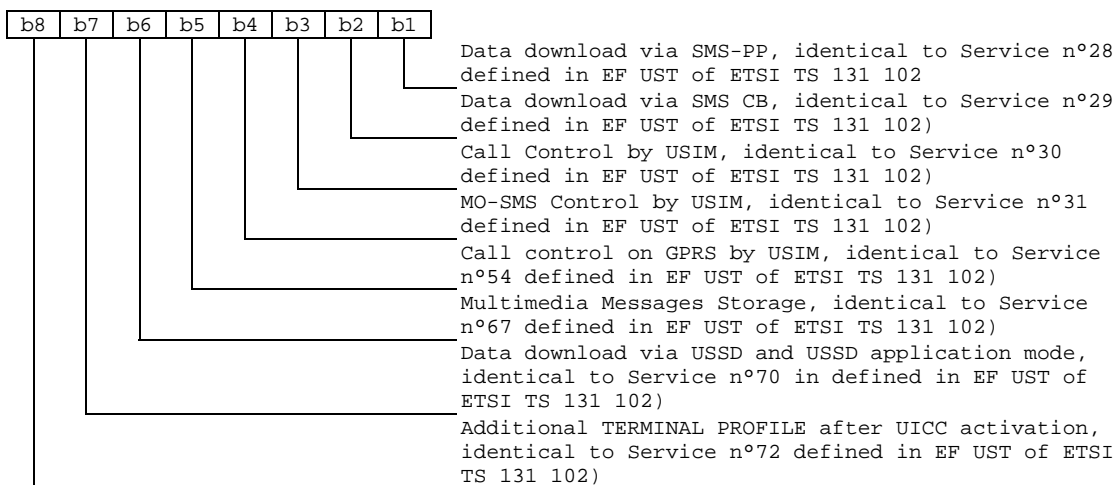 b8 b7 b6 b5 b4 b3 b2 b1
Data download via SMS-PP, identical to Service n°28
defined in EF UST of ETSI TS 131 102
Data download via SMS CB, identical to Service n°29
defined in EF UST of ETSI TS 131 102)
Call Control by USIM, identical to Service n°30
defined in EF UST of ETSI TS 131 102)
MO-SMS Control by USIM, identical to Service n°31
defined in EF UST of ETSI TS 131 102)
Call control on GPRS by USIM, identical to Service
n°54 defined in EF UST of ETSI TS 131 102)
Multimedia Messages Storage, identical to Service
n°67 defined in EF UST of ETSI TS 131 102)
Data download via USSD and USSD application mode,
identical to Service n°70 in defined in EF UST of
ETSI TS 131 102)
Additional TERMINAL PROFILE after UICC activation,
identical to Service n°72 defined in EF UST of ETSI
TS 131 102)